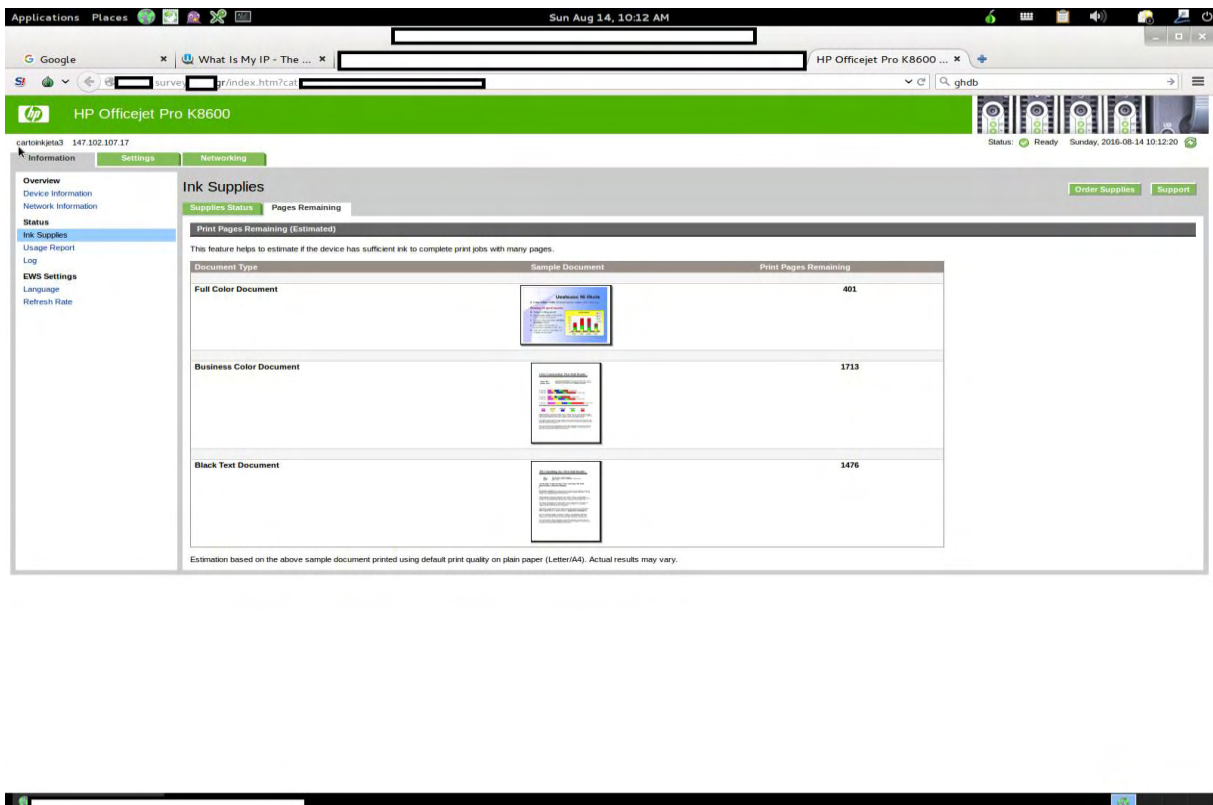 Applications Places Sun Aug 14, 10:12 AM
Google What Is My IP - The ... HP Officejet Pro K8600 ...
survey gr/index.htm?cat ghdb
hp HP Officejet Pro K8600
cartoinkjeta3 147.102.107.17 Status: Ready Sunday, 2016-08-14 10:12:20
Information Settings Networking
Overview
Device Information
Network Information
Status
Ink Supplies
Usage Report
Log
EWS Settings
Language
Refresh Rate
Ink Supplies Order Supplies Support
Supplies Status Pages Remaining
Print Pages Remaining (Estimated)
This feature helps to estimate if the device has sufficient ink to complete print jobs with many pages.
Document Type Sample Document Print Pages Remaining
Full Color Document 401
Business Color Document 1713
Black Text Document 1476
Estimation based on the above sample document printed using default print quality on plain paper (Letter/A4). Actual results may vary.